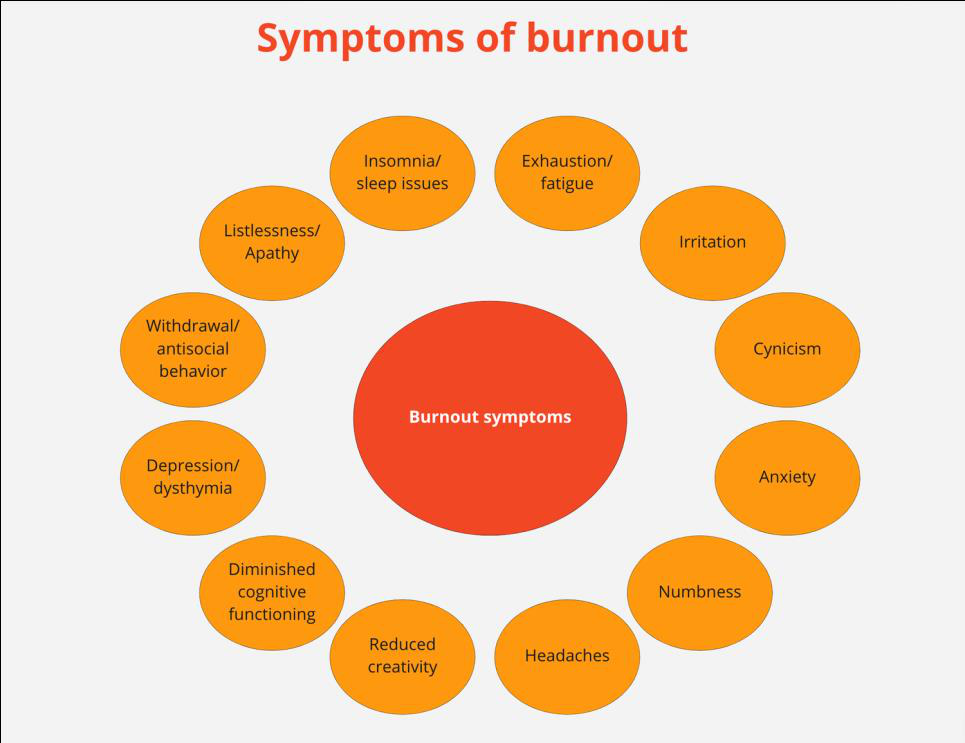 Symptoms of burnout
Insomnia/
sleep issues
Exhaustion/
fatigue
Listlessness/
Apathy
Irritation
Withdrawal/
antisocial
behavior
Cynicism
Burnout symptoms
Depression/
dysthymia
Anxiety
Diminished
cognitive
functioning
Numbness
Reduced
creativity
Headaches